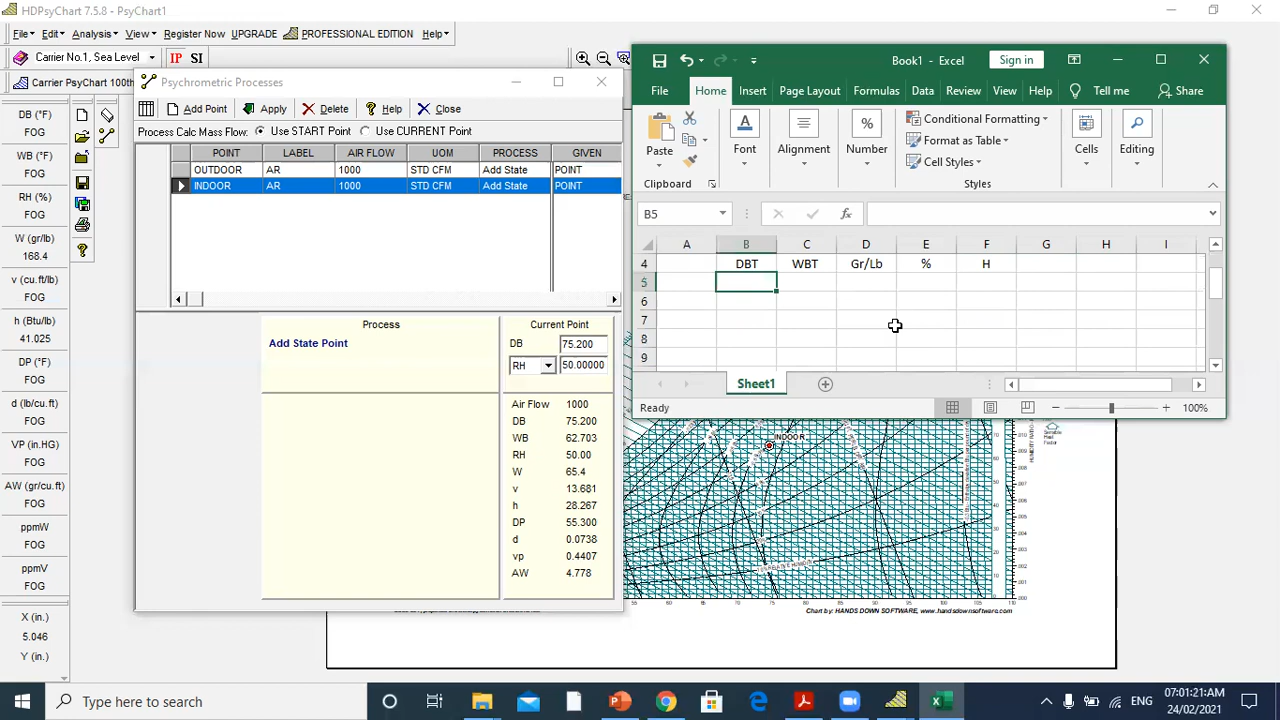 HDPsyChart 7.5.8 - PsyChart1
File Edit Analysis View Register Now UPGRADE PROFESSIONAL EDITION Help
Carrier No.1, Sea Level IP SI
Carrier PsyChart 100th
DB (°F)
FOG
WB (°F)
FOG
RH (%)
FOG
W (gr/lb)
168.4
v (cu.ft/lb)
FOG
h (Btu/lb)
41.025
DP (°F)
FOG
d (lb/cu.ft)
FOG
VP (in.HG)
FOG
AW (gr/cu.ft)
FOG
ppmW
FOG
ppmV
FOG
X (in.)
5.046
Y (in.)
Psychrometric Processes
Add Point Apply Delete Help Close
Process Calc Mass Flow: Use START Point Use CURRENT Point
POINT LABEL AIR FLOW UOM PROCESS GIVEN
OUTDOOR AR 1000 STD CFM Add State POINT
INDOOR AR 1000 STD CFM Add State POINT
Process
Add State Point
Current Point
DB 75.200
RH 50.00000
Air Flow 1000
DB 75.200
WB 62.703
RH 50.00
W 65.4
v 13.681
h 28.267
DP 55.300
d 0.0738
vp 0.4407
AW 4.778
Book1 - Excel Sign in
File Home Insert Page Layout Formulas Data Review View Help Tell me Share
Paste Font Alignment Number Conditional Formatting
Format as Table
Cell Styles
Cells Editing
Clipboard Styles
B5
A B C D E F G H I
4 DBT WBT Gr/Lb % H
5
6
7
8
9
Sheet1
Ready 100%
INDOOR
Chart by: HANDS DOWN SOFTWARE, www.handsdownsoftware.com
Type here to search
ENG
07:01:21AM
24/02/2021